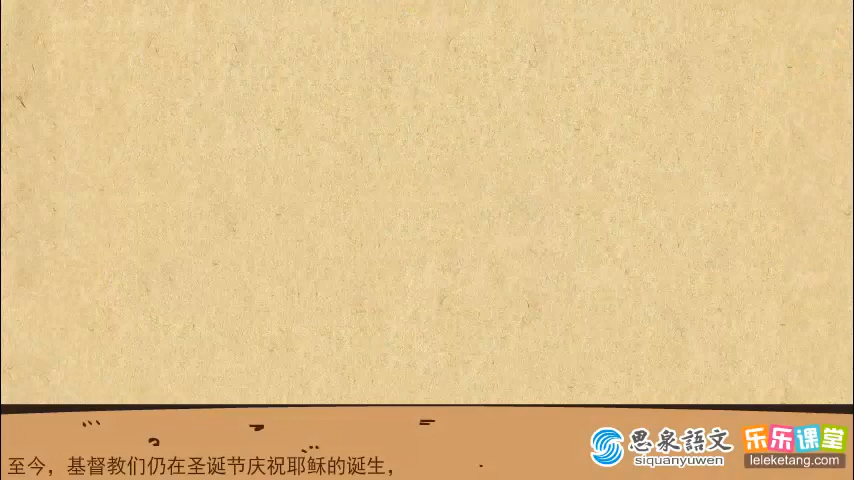 思泉語文
siquanyuwen
乐乐课堂
leleketang.com
至今，基督教们仍在圣诞节庆祝耶稣的诞生，